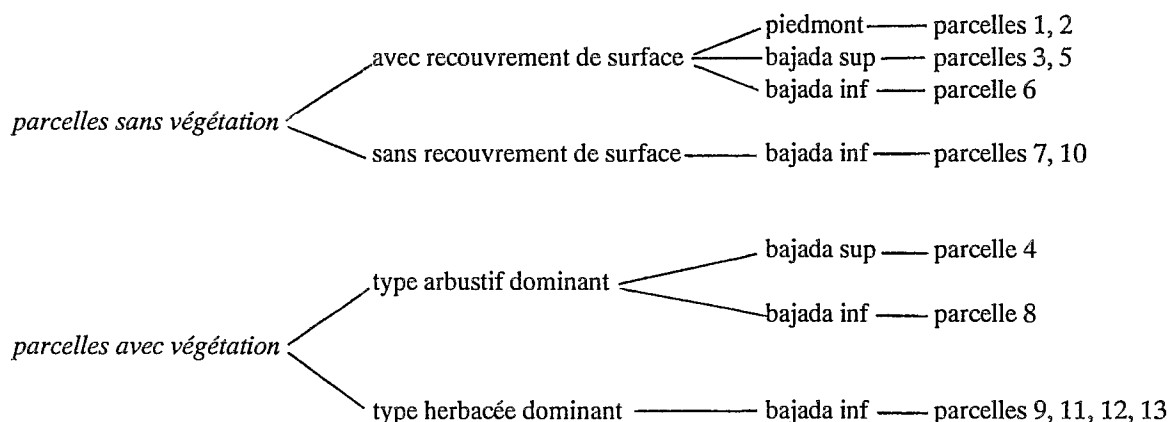 piedmont parcelles 1, 2
avec recouvrement de surface bajada sup parcelles 3, 5
bajada inf parcelle 6
parcelles sans végétation
sans recouvrement de surface bajada inf parcelles 7, 10
bajada sup parcelle 4
type arbustif dominant
bajada inf parcelle 8
parcelles avec végétation
type herbacée dominant bajada inf parcelles 9, 11, 12, 13